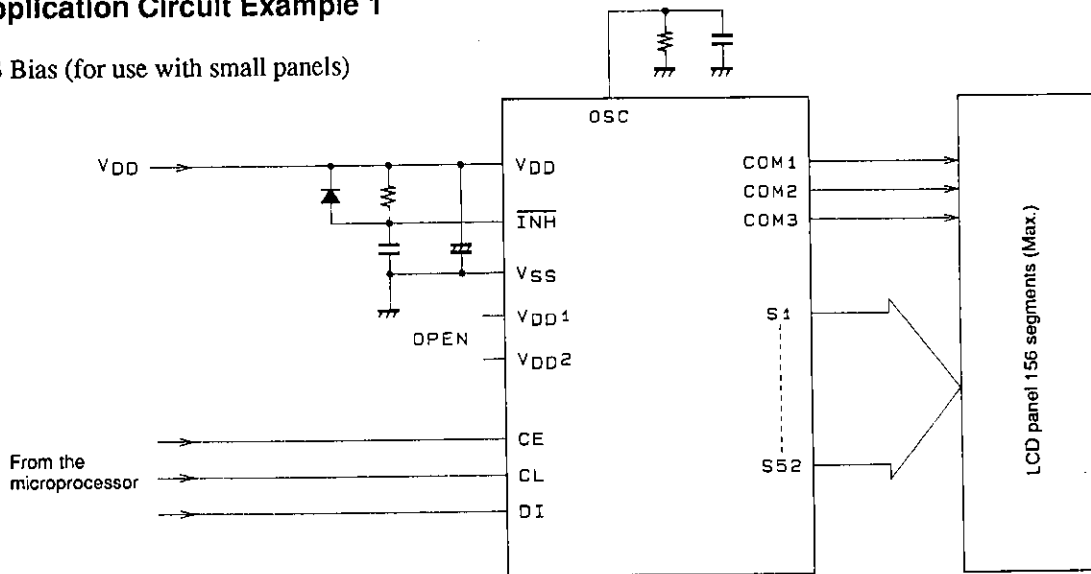 pplication Circuit Example 1
Bias (for use with small panels)
OSC
VDD
VDD
INH
VSS
VDD1
OPEN
VDD2
CE
CL
DI
From the
microprocessor
COM1
COM2
COM3
S1
S52
LCD panel 156 segments (Max.)